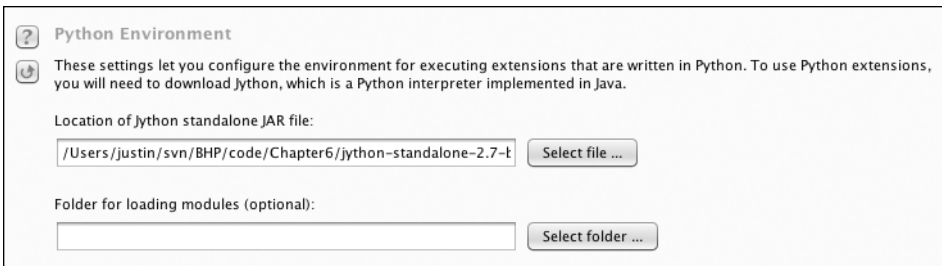 ?
Python Environment
These settings let you configure the environment for executing extensions that are written in Python. To use Python extensions,
you will need to download Jython, which is a Python interpreter implemented in Java.
Location of Jython standalone JAR file:
/Users/justin/svn/BHP/code/Chapter6/jython-standalone-2.7-b
Select file ...
Folder for loading modules (optional):
Select folder ...